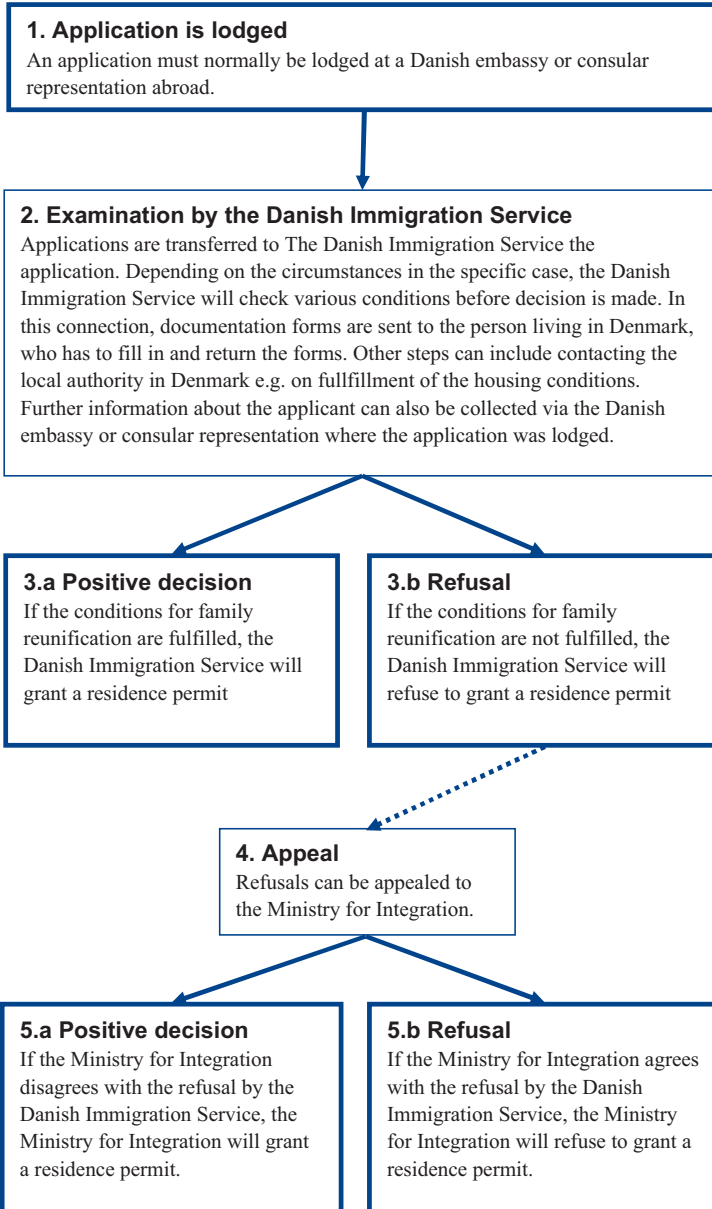 1. Application is lodged
An application must normally be lodged at a Danish embassy or consular
representation abroad.
2. Examination by the Danish Immigration Service
Applications are transferred to The Danish Immigration Service the
application. Depending on the circumstances in the specific case, the Danish
Immigration Service will check various conditions before decision is made. In
this connection, documentation forms are sent to the person living in Denmark,
who has to fill in and return the forms. Other steps can include contacting the
local authority in Denmark e.g. on fullfillment of the housing conditions.
Further information about the applicant can also be collected via the Danish
embassy or consular representation where the application was lodged.
3.a Positive decision
If the conditions for family
reunification are fulfilled, the
Danish Immigration Service will
grant a residence permit
3.b Refusal
If the conditions for family
reunification are not fulfilled, the
Danish Immigration Service will
refuse to grant a residence permit
4. Appeal
Refusals can be appealed to
the Ministry for Integration.
5.a Positive decision
If the Ministry for Integration
disagrees with the refusal by the
Danish Immigration Service, the
Ministry for Integration will grant
a residence permit.
5.b Refusal
If the Ministry for Integration agrees
with the refusal by the Danish
Immigration Service, the Ministry
for Integration will refuse to grant a
residence permit.